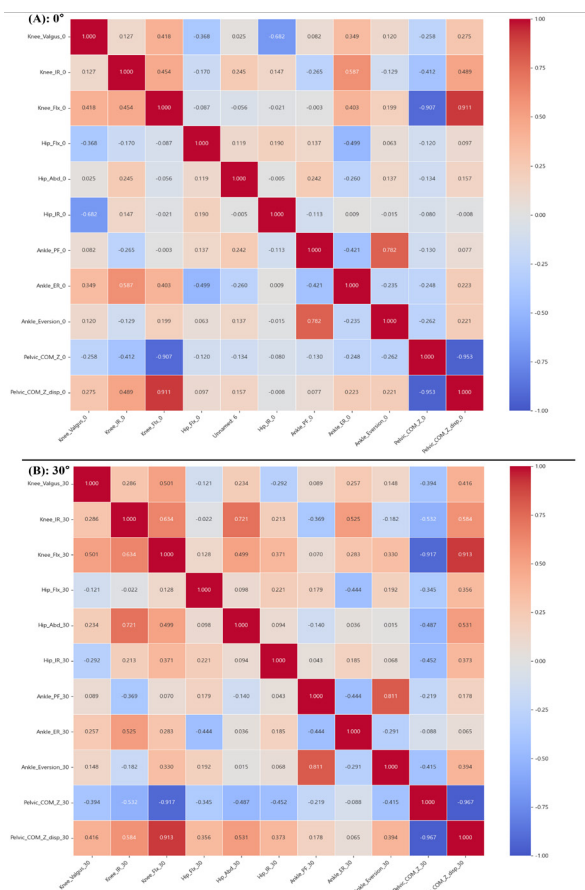 (A): 0°
Knee_Valgus_0 1.000 0.127 0.418 -0.368 0.025 -0.682 0.082 0.349 0.120 -0.258 0.275
Knee_IR_0 0.127 1.000 0.454 -0.170 0.245 0.147 -0.265 0.587 -0.129 -0.412 0.489
Knee_Flx_0 0.418 0.454 1.000 -0.087 -0.056 -0.021 -0.003 0.403 0.199 -0.907 0.911
Hip_Flx_0 -0.368 -0.170 -0.087 1.000 0.119 0.190 0.137 -0.499 0.063 -0.120 0.097
Hip_Abd_0 0.025 0.245 -0.056 0.119 1.000 -0.005 0.242 -0.260 0.137 -0.134 0.157
Hip_IR_0 -0.682 0.147 -0.021 0.190 -0.005 1.000 -0.113 0.009 -0.015 -0.080 -0.008
Ankle_PF_0 0.082 -0.265 -0.003 0.137 0.242 -0.113 1.000 -0.421 0.782 -0.130 0.077
Ankle_ER_0 0.349 0.587 0.403 -0.499 -0.260 0.009 -0.421 1.000 -0.235 -0.248 0.223
Ankle_Eversion_0 0.120 -0.129 0.199 0.063 0.137 -0.015 0.782 -0.235 1.000 -0.262 0.221
Pelvic_COM_Z_0 -0.258 -0.412 -0.907 -0.120 -0.134 -0.080 -0.130 -0.248 -0.262 1.000 -0.953
Pelvic_COM_Z_disp_0 0.275 0.489 0.911 0.097 0.157 -0.008 0.077 0.223 0.221 -0.953 1.000
Knee_Valgus_0 Knee_IR_0 Knee_Flx_0 Hip_Flx_0 Unnamed: 6 Hip_IR_0 Ankle_PF_0 Ankle_ER_0 Ankle_Eversion_0 Pelvic_COM_Z_0 Pelvic_COM_Z_disp_0
1.00
0.75
0.50
0.25
0.00
-0.25
-0.50
-0.75
-1.00
(B): 30°
Knee_Valgus_30 1.000 0.286 0.501 -0.121 0.234 -0.292 0.089 0.257 0.148 -0.394 0.416
Knee_IR_30 0.286 1.000 0.634 -0.022 0.721 0.213 -0.369 0.525 -0.182 -0.532 0.584
Knee_Flx_30 0.501 0.634 1.000 0.128 0.499 0.371 0.070 0.283 0.330 -0.917 0.913
Hip_Flx_30 -0.121 -0.022 0.128 1.000 0.098 0.221 0.179 -0.444 0.192 -0.345 0.356
Hip_Abd_30 0.234 0.721 0.499 0.098 1.000 0.094 -0.140 0.036 0.015 -0.487 0.531
Hip_IR_30 -0.292 0.213 0.371 0.221 0.094 1.000 0.043 0.185 0.068 -0.452 0.373
Ankle_PF_30 0.089 -0.369 0.070 0.179 -0.140 0.043 1.000 -0.444 0.811 -0.219 0.178
Ankle_ER_30 0.257 0.525 0.283 -0.444 0.036 0.185 -0.444 1.000 -0.291 -0.088 0.065
Ankle_Eversion_30 0.148 -0.182 0.330 0.192 0.015 0.068 0.811 -0.291 1.000 -0.415 0.394
Pelvic_COM_Z_30 -0.394 -0.532 -0.917 -0.345 -0.487 -0.452 -0.219 -0.088 -0.415 1.000 -0.967
Pelvic_COM_Z_disp_30 0.416 0.584 0.913 0.356 0.531 0.373 0.178 0.065 0.394 -0.967 1.000
Knee_Valgus_30 Knee_IR_30 Knee_Flx_30 Hip_Flx_30 Hip_Abd_30 Hip_IR_30 Ankle_PF_30 Ankle_ER_30 Ankle_Eversion_30 Pelvic_COM_Z_30 COM_Z_disp_30
1.00
0.75
0.50
0.25
0.00
-0.25
-0.50
-0.75
-1.00